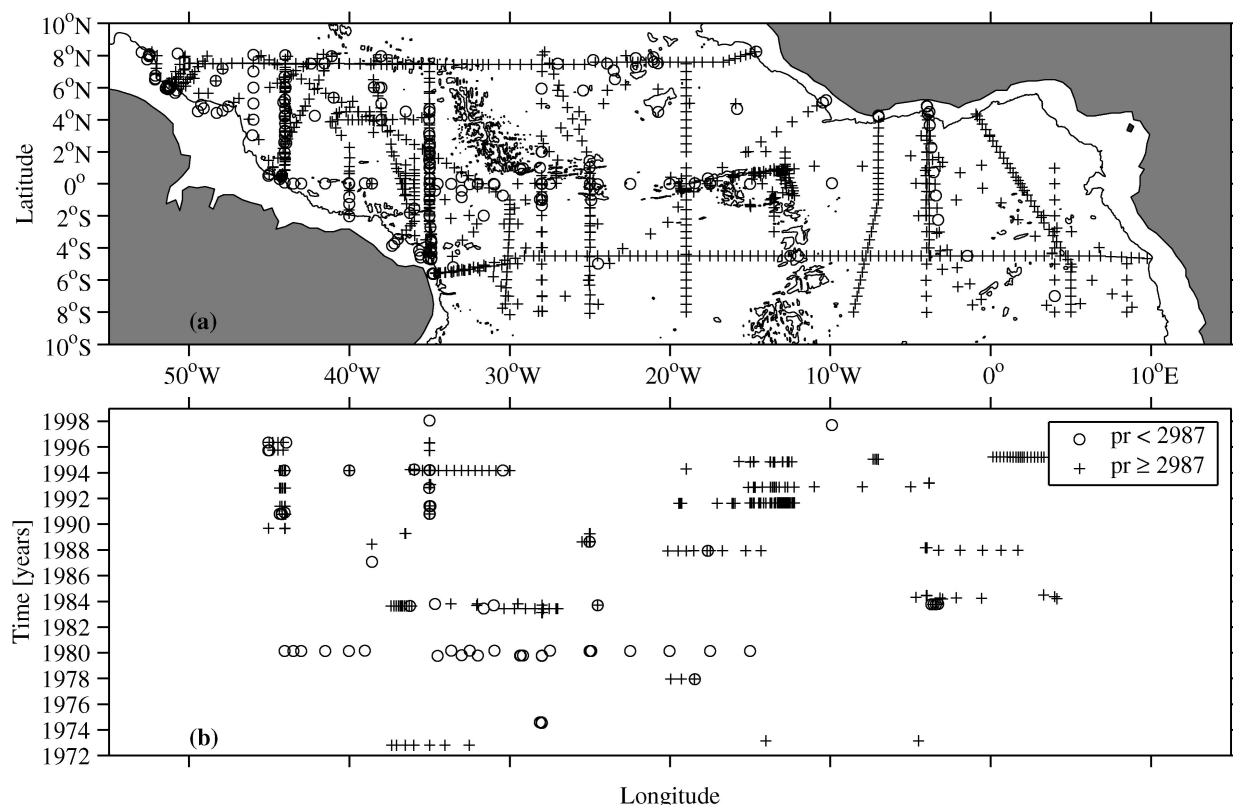 10°N
8°N
6°N
4°N
2°N
0°
2°S
4°S
6°S
8°S
10°S
Latitude
(a)
50°W
40°W
30°W
20°W
10°W
0°
10°E
1998
1996
1994
1992
1990
1988
1986
1984
1982
1980
1978
1976
1974
1972
Time [years]
pr < 2987
pr ≥ 2987
(b)
Longitude